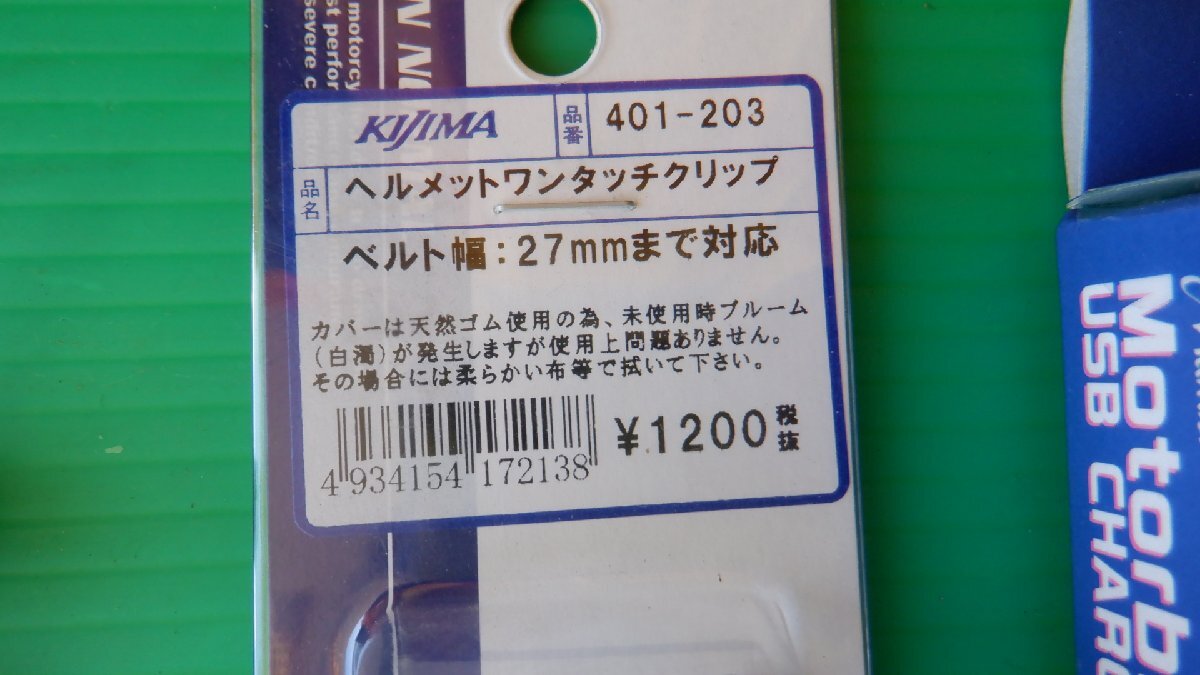 KIJIMA
品番
401-203
品名
ヘルメットワンタッチクリップ
ベルト幅:27mmまで対応
カバーは天然ゴム使用の為、未使用時ブルーム
(白濁)が発生しますが使用上問題ありません。
その場合には柔らかい布等で拭いて下さい。
¥1200 税抜
4 934154 172138
motorcy
st perfor
severe c
Motorb
USB CHARG